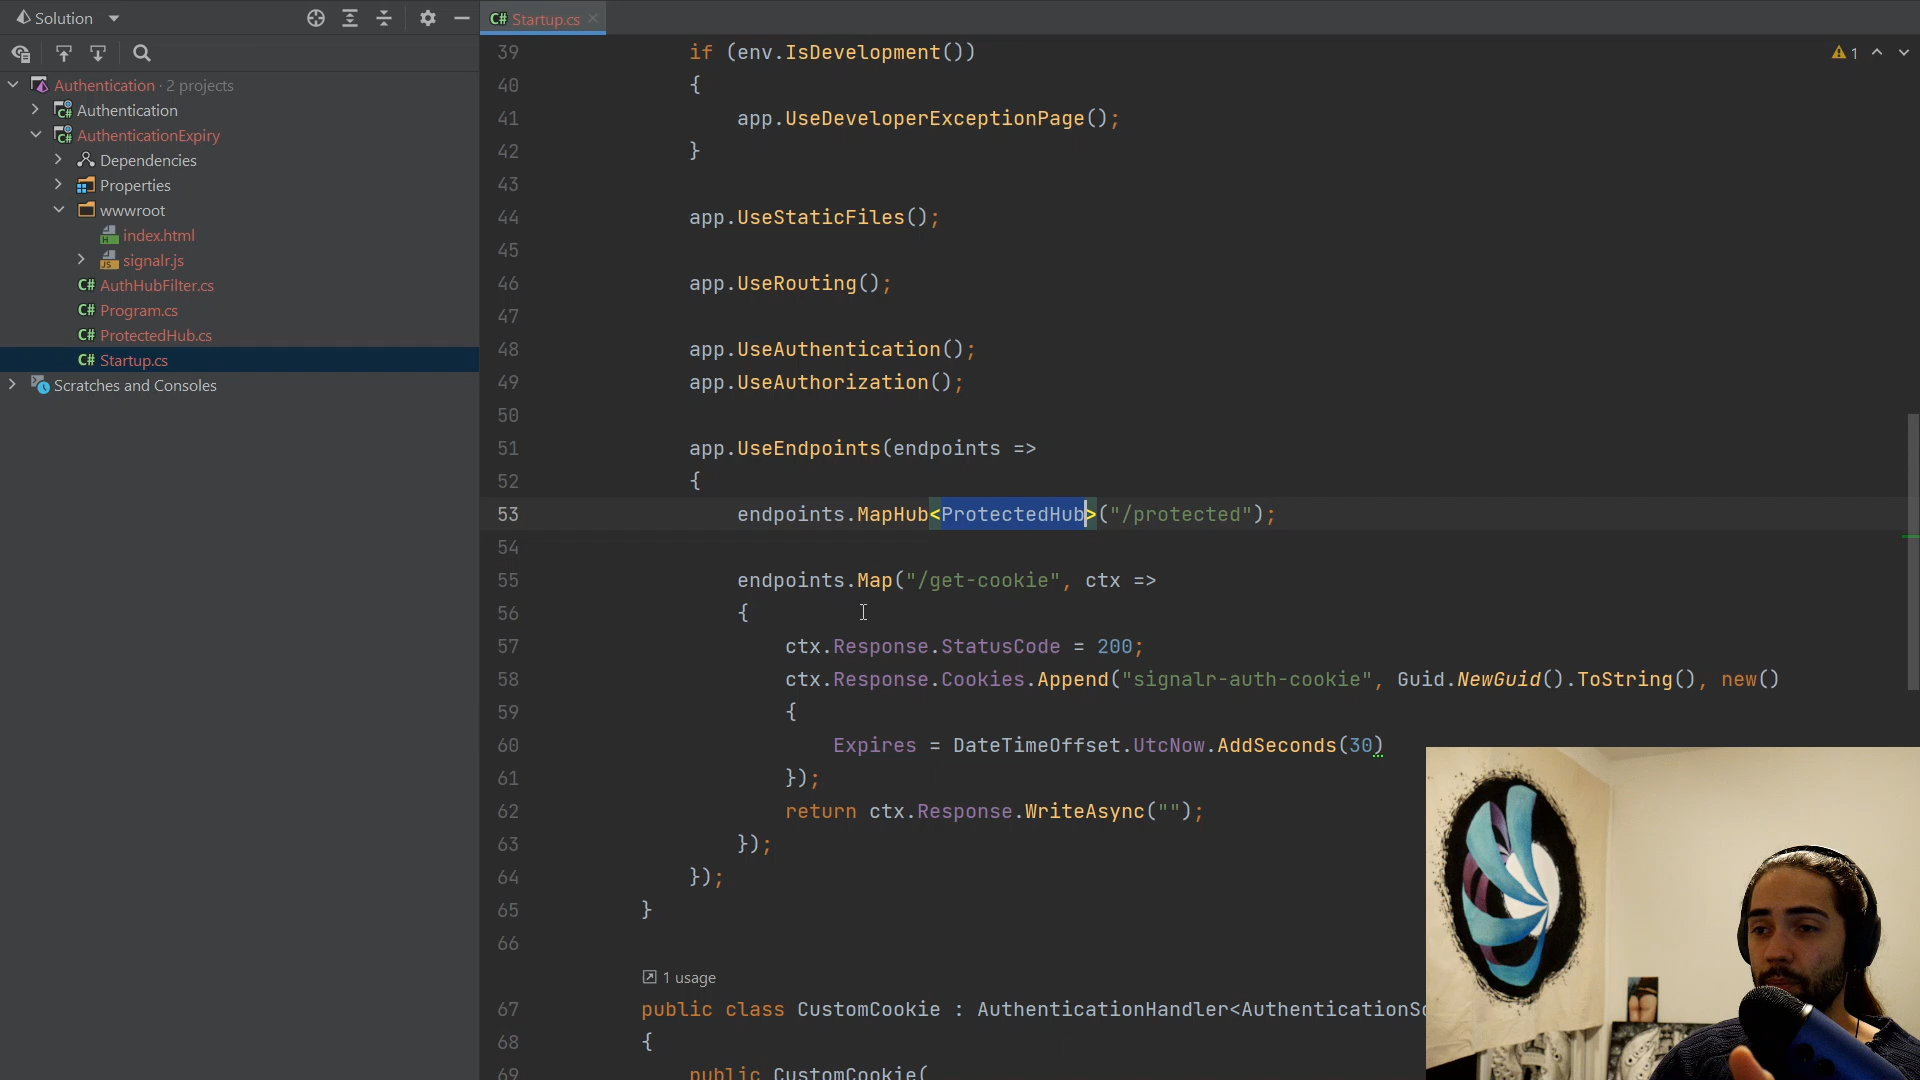 Solution
Startup.cs
1
Authentication · 2 projects
Authentication
AuthenticationExpiry
Dependencies
Properties
wwwroot
index.html
signalr.js
AuthHubFilter.cs
Program.cs
ProtectedHub.cs
Startup.cs
Scratches and Consoles
39 if (env.IsDevelopment())
40 {
41 app.UseDeveloperExceptionPage();
42 }
43
44 app.UseStaticFiles();
45
46 app.UseRouting();
47
48 app.UseAuthentication();
49 app.UseAuthorization();
50
51 app.UseEndpoints(endpoints =>
52 {
53 endpoints.MapHub<ProtectedHub>("/protected");
54
55 endpoints.Map("/get-cookie", ctx =>
56 {
57 ctx.Response.StatusCode = 200;
58 ctx.Response.Cookies.Append("signalr-auth-cookie", Guid.NewGuid().ToString(), new()
59 {
60 Expires = DateTimeOffset.UtcNow.AddSeconds(30)
61 });
62 return ctx.Response.WriteAsync("");
63 });
64 });
65 }
66
1 usage
67 public class CustomCookie : AuthenticationHandler<AuthenticationSc
68 {
69 public CustomCookie(